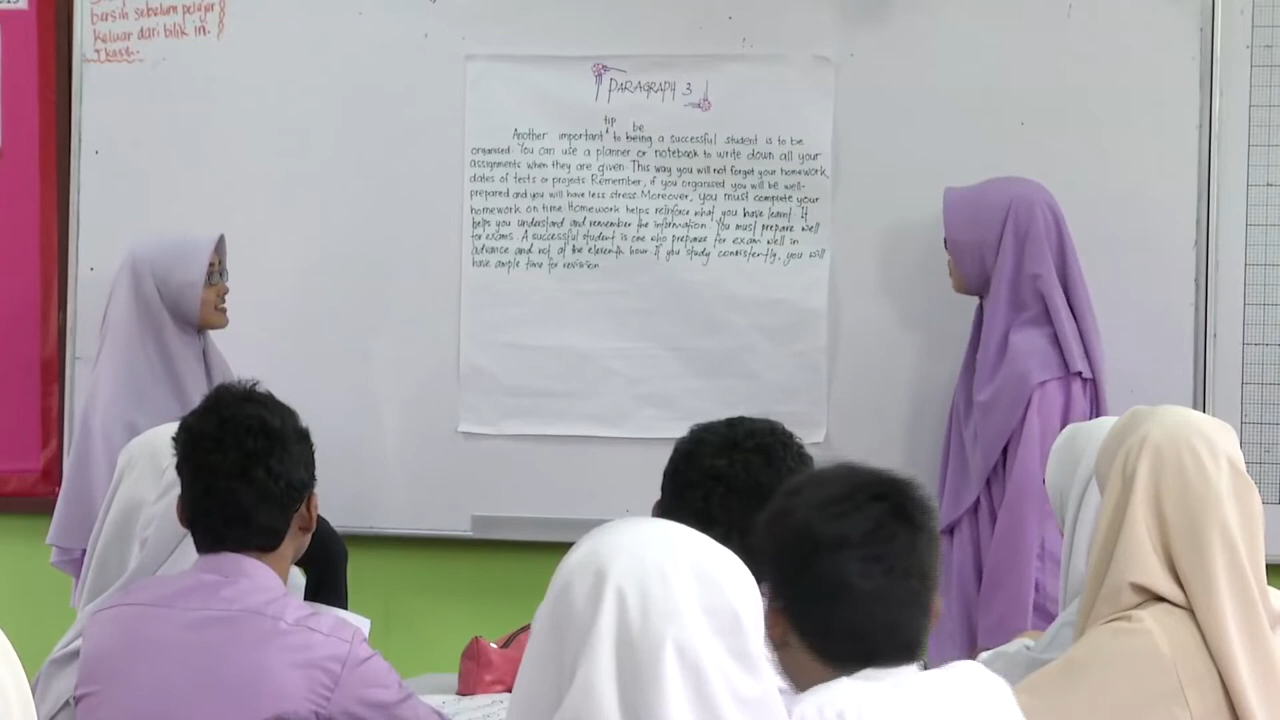 bersih sebelum pelajar
keluar dari bilik in.
T kasih.
PARAGRAPH 3
tip be
Another important ^ to being a successful student is to be
organised. You can use a planner or notebook to write down all your
assignments when they are given. This way you will not forget your homework,
dates of tests or projects. Remember, if you organised you will be well-
prepared and you will have less stress. Moreover, you must complete your
homework on time. Homework helps reinforce what you have learnt. It
helps you understand and remember the information. You must prepare well
for exams. A successful student is one who prepares for exam well in
advance and not at the eleventh hour. If you study consistently, you will
have ample time for revision